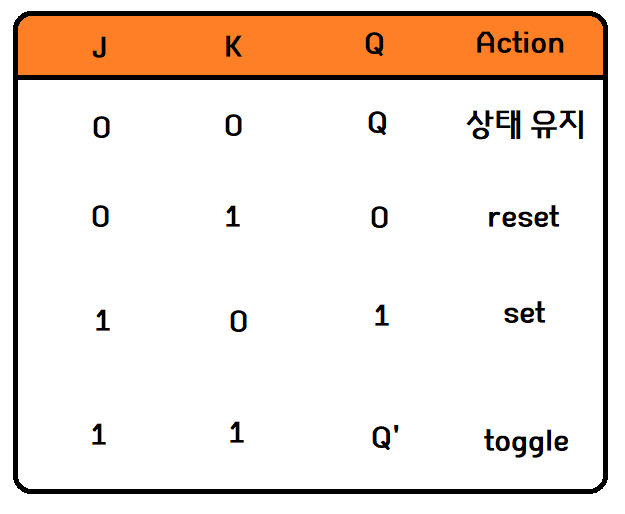 J K Q Action
0 0 Q 상태 유지
0 1 0 reset
1 0 1 set
1 1 Q' toggle